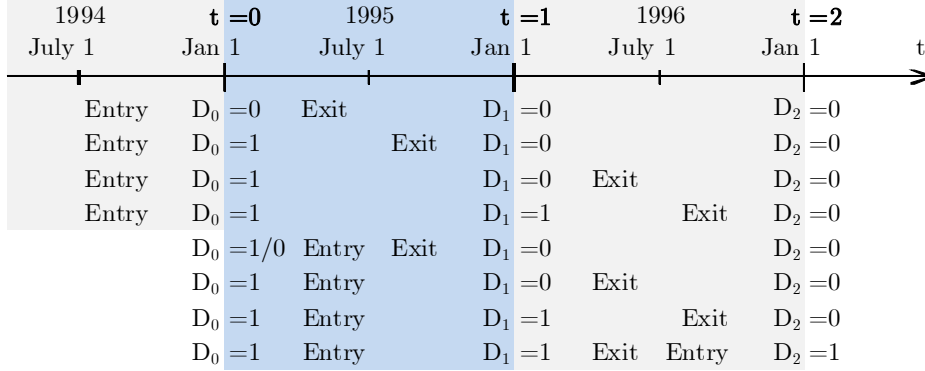 1994 t =0 1995 t =1 1996 t =2
July 1 Jan 1 July 1 Jan 1 July 1 Jan 1 t
Entry D₀ =0 Exit D₁ =0 D₂ =0
Entry D₀ =1 Exit D₁ =0 D₂ =0
Entry D₀ =1 D₁ =0 Exit D₂ =0
Entry D₀ =1 D₁ =1 Exit D₂ =0
D₀ =1/0 Entry Exit D₁ =0 D₂ =0
D₀ =1 Entry D₁ =0 Exit D₂ =0
D₀ =1 Entry D₁ =1 Exit D₂ =0
D₀ =1 Entry D₁ =1 Exit Entry D₂ =1